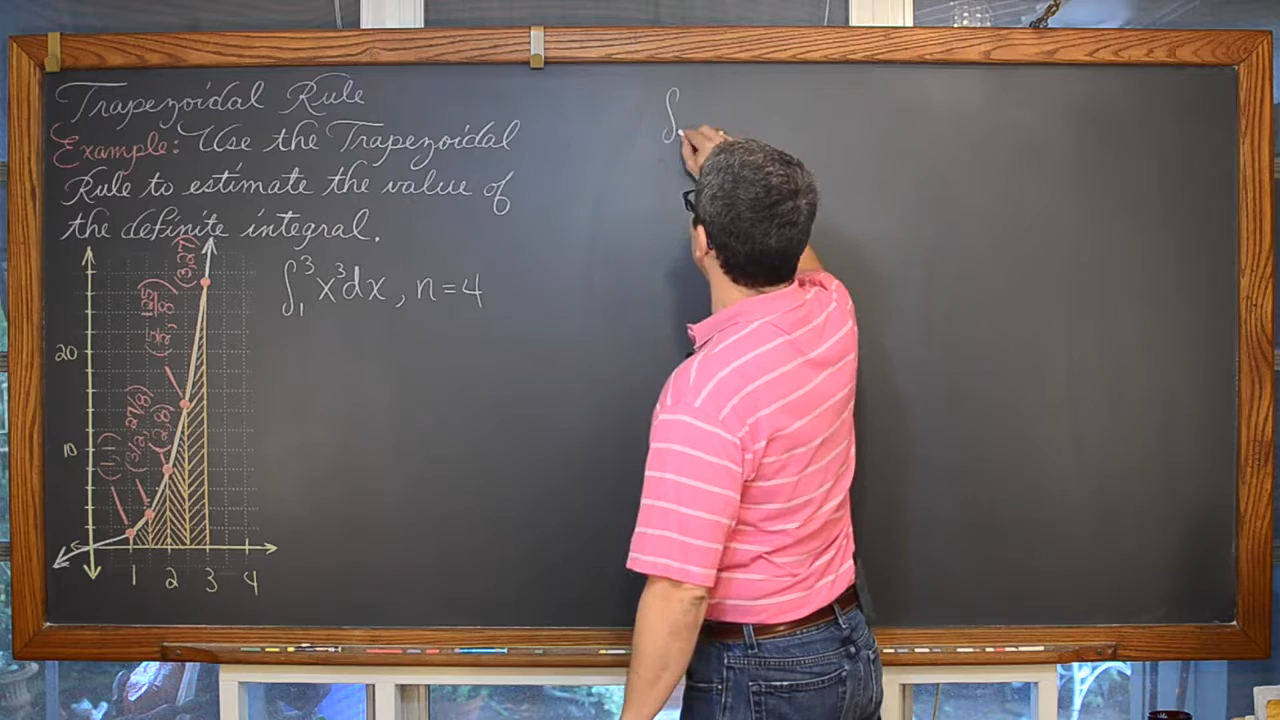 Trapezoidal Rule
Example: Use the Trapezoidal
Rule to estimate the value of
the definite integral.
∫₁³ x³dx, n=4
∫
(3,27)
(5/2, 125/8)
(2,8)
(3/2, 27/8)
(1,1)
20
10
1 2 3 4